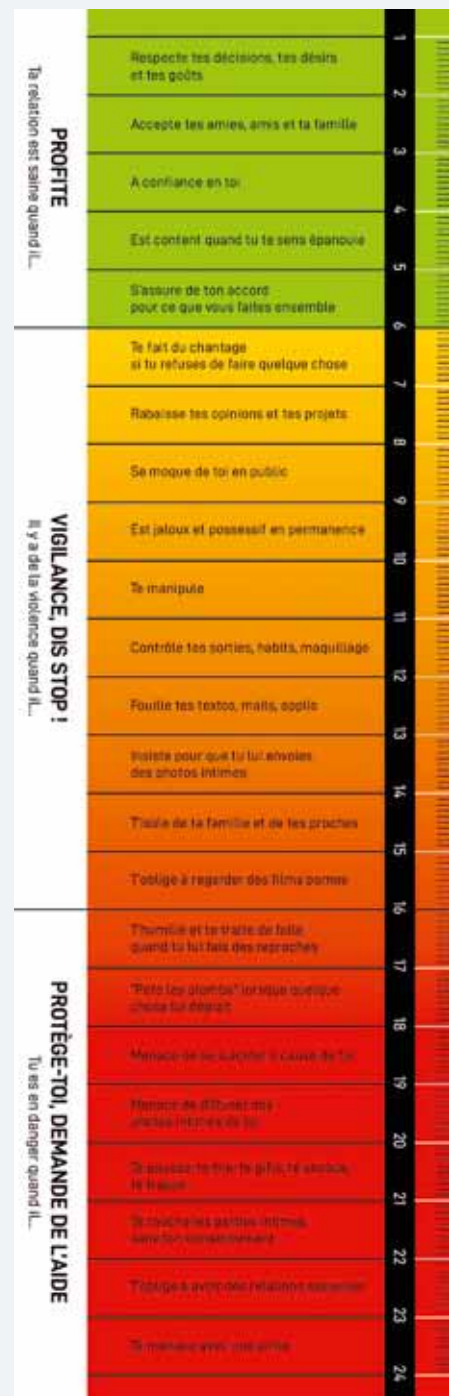 PROFITE
Ta relation est saine quand il...
1
Respecte tes décisions, tes désirs
et tes goûts
2
Accepte tes amies, amis et ta famille
3
A confiance en toi
4
Est content quand tu te sens épanouie
5
S'assure de ton accord
pour ce que vous faites ensemble
6
VIGILANCE, DIS STOP !
Il y a de la violence quand il...
Te fait du chantage
si tu refuses de faire quelque chose
7
Rabaisse tes opinions et tes projets
8
Se moque de toi en public
9
Est jaloux et possessif en permanence
10
Te manipule
11
Contrôle tes sorties, habits, maquillage
12
Fouille tes textos, mails, applis
13
Insiste pour que tu lui envoies
des photos intimes
14
T'isole de ta famille et de tes proches
15
T'oblige à regarder des films pornos
16
PROTÈGE-TOI, DEMANDE DE L'AIDE
Tu es en danger quand il...
T'humilie et te traite de folle
quand tu lui fais des reproches
17
"Pète les plombs" lorsque quelque
chose lui déplaît
18
Menace de se suicider à cause de toi
19
Menace de diffuser des
photos intimes de toi
20
Te pousse, te tire, te gifle, te secoue,
te frappe
21
Te touche les parties intimes
sans ton consentement
22
T'oblige à avoir des relations sexuelles
23
Te menace avec une arme
24